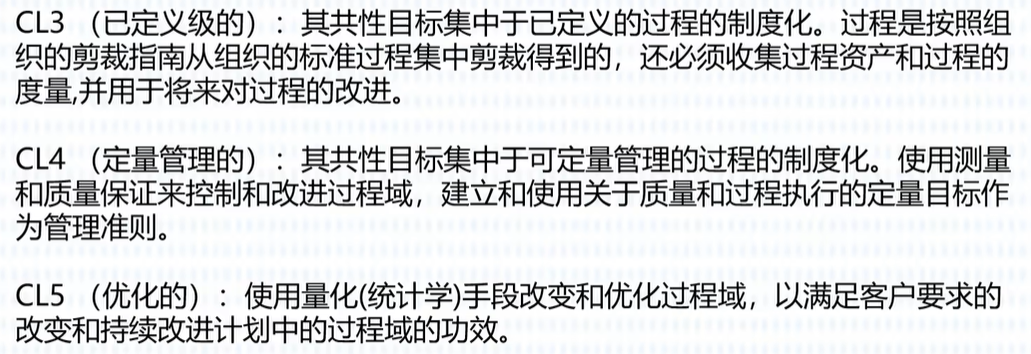 CL3 （已定义级的）：其共性目标集中于已定义的过程的制度化。过程是按照组
织的剪裁指南从组织的标准过程集中剪裁得到的，还必须收集过程资产和过程的
度量,并用于将来对过程的改进。
CL4 （定量管理的）：其共性目标集中于可定量管理的过程的制度化。使用测量
和质量保证来控制和改进过程域，建立和使用关于质量和过程执行的定量目标作
为管理准则。
CL5 （优化的）：使用量化(统计学)手段改变和优化过程域，以满足客户要求的
改变和持续改进计划中的过程域的功效。